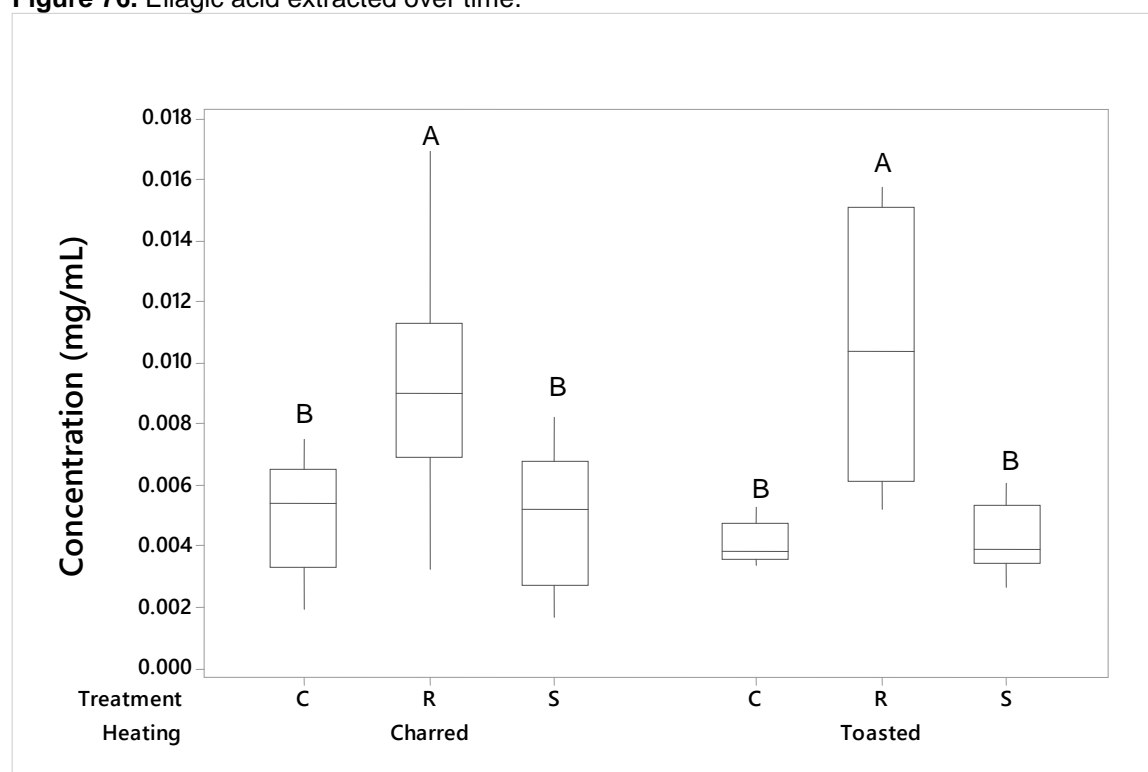 Figure 76. Ellagic acid extracted over time.
0.018
A
0.016
A
0.014
0.012
0.010
B
0.008
B
B
0.006
B
0.004
0.002
0.000
Concentration (mg/mL)
Treatment C R S C R S
Heating Charred Toasted